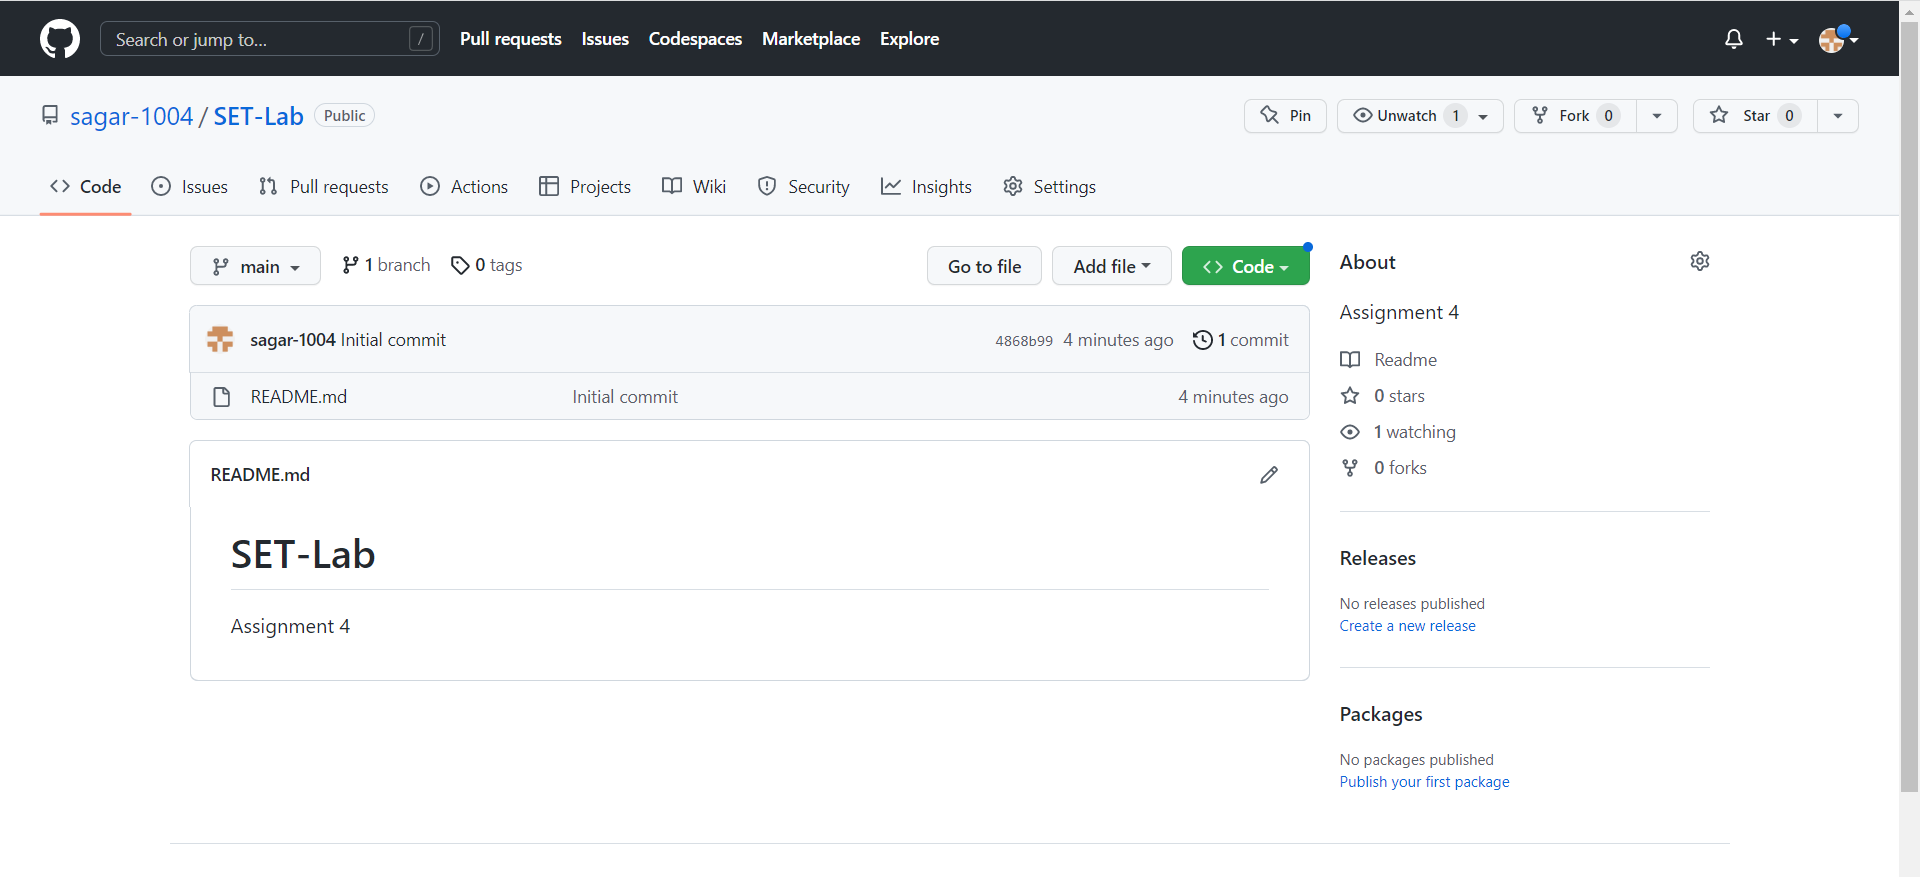 Search or jump to... / Pull requests Issues Codespaces Marketplace Explore
sagar-1004 / SET-Lab Public Pin Unwatch 1 Fork 0 Star 0
Code Issues Pull requests Actions Projects Wiki Security Insights Settings
main 1 branch 0 tags Go to file Add file Code
sagar-1004 Initial commit 4868b99 4 minutes ago 1 commit
README.md Initial commit 4 minutes ago
README.md
SET-Lab
Assignment 4
About
Assignment 4
Readme
0 stars
1 watching
0 forks
Releases
No releases published
Create a new release
Packages
No packages published
Publish your first package